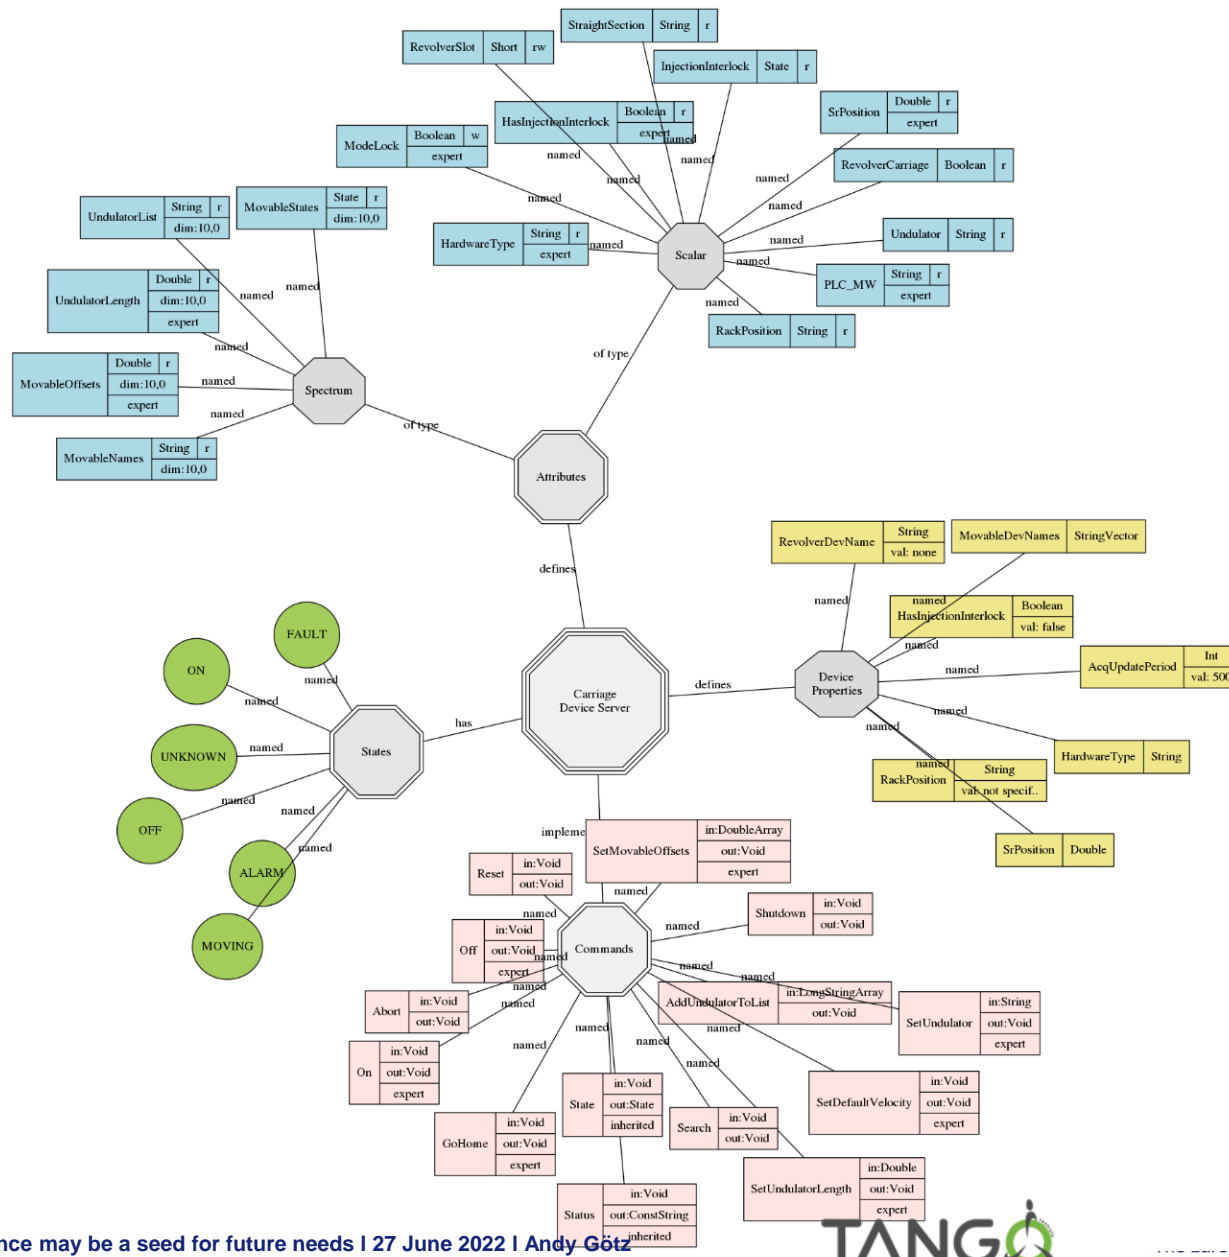 StraightSection String r
RevolverSlot Short rw
InjectionInterlock State r
SrPosition Double r
expert
HasInjectionInterlock Boolean r
expert
named
ModeLock Boolean w
expert
named
named
RevolverCarriage Boolean r
named
named
named
named
UndulatorList String r
dim:10,0
MovableStates State r
dim:10,0
HardwareType String r
expert
named
Scalar
named
Undulator String r
named
PLC_MW String r
expert
named
RackPosition String r
UndulatorLength Double r
dim:10,0
expert
named
named
named
of type
MovableOffsets Double r
dim:10,0
expert
named
named
Spectrum
of type
MovableNames String r
dim:10,0
Attributes
defines
RevolverDevName String
val: none
MovableDevNames StringVector
named
named
HasInjectionInterlock Boolean
val: false
named
named
AcqUpdatePeriod Int
val: 500
FAULT
ON
named
named
Carriage
Device Server
defines
Device
Properties
named
named
HardwareType String
has
States
UNKNOWN
named
named
OFF
named
named
named
RackPosition String
val: not specif..
named
SrPosition Double
ALARM
MOVING
impleme
SetMovableOffsets in:DoubleArray
out:Void
expert
Reset in:Void
out:Void
named
named
Shutdown in:Void
out:Void
named
Off in:Void
out:Void
expert
named
Commands
named
named
named
AddUndulatorToList in:LongStringArray
out:Void
SetUndulator in:String
out:Void
expert
Abort in:Void
out:Void
named
named
named
named
named
named
On in:Void
out:Void
expert
State in:Void
out:State
inherited
SetDefaultVelocity in:Void
out:Void
expert
GoHome in:Void
out:Void
expert
Search in:Void
out:Void
SetUndulatorLength in:Double
out:Void
expert
Status in:Void
out:ConstString
inherited
nce may be a seed for future needs I 27 June 2022 I Andy Götz
TANGO